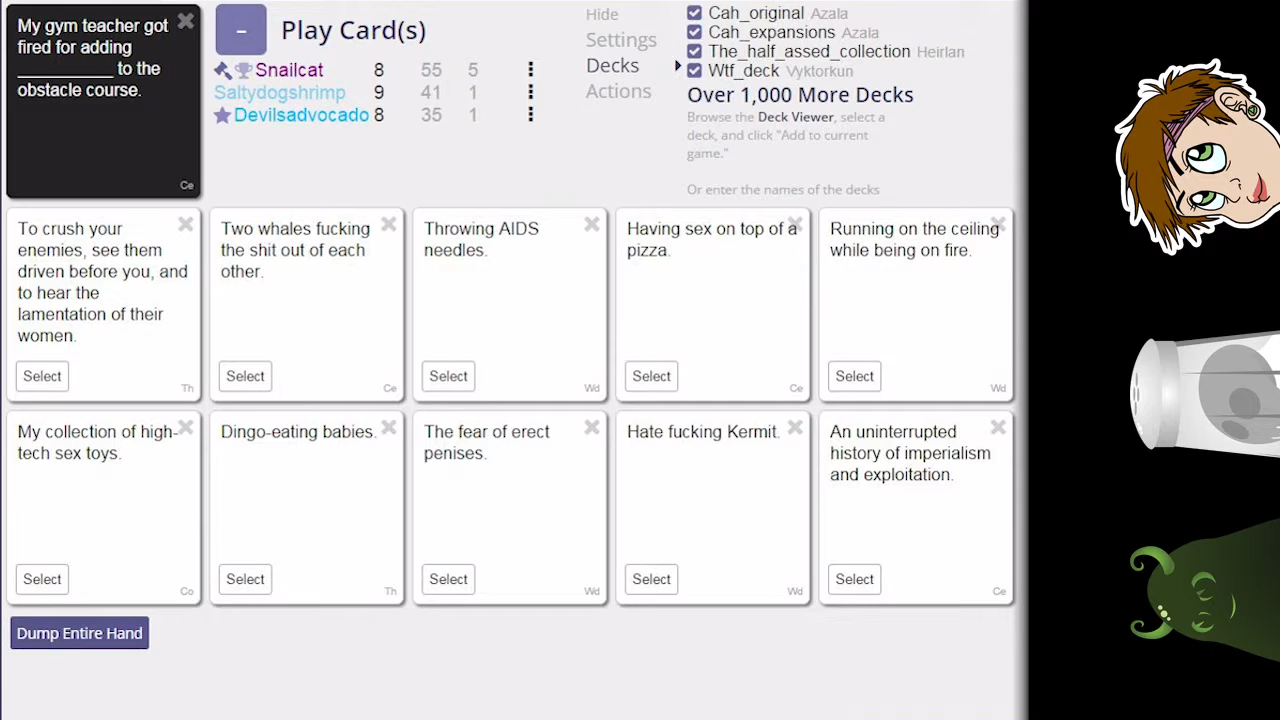 My gym teacher got
fired for adding
___________ to the
obstacle course.
Ce
-
Play Card(s)
Snailcat 8 55 5
Saltydogshrimp 9 41 1
Devilsadvocado 8 35 1
Hide
Settings
Decks
Actions
Cah_original Azala
Cah_expansions Azala
The_half_assed_collection Heirlan
Wtf_deck Vyktorkun
Over 1,000 More Decks
Browse the Deck Viewer, select a
deck, and click "Add to current
game."
Or enter the names of the decks
To crush your
enemies, see them
driven before you, and
to hear the
lamentation of their
women.
Select
Th
Two whales fucking
the shit out of each
other.
Select
Ce
Throwing AIDS
needles.
Select
Wd
Having sex on top of a
pizza.
Select
Ce
Running on the ceiling
while being on fire.
Select
Wd
My collection of high-
tech sex toys.
Select
Co
Dingo-eating babies.
Select
Th
The fear of erect
penises.
Select
Wd
Hate fucking Kermit.
Select
Wd
An uninterrupted
history of imperialism
and exploitation.
Select
Ce
Dump Entire Hand